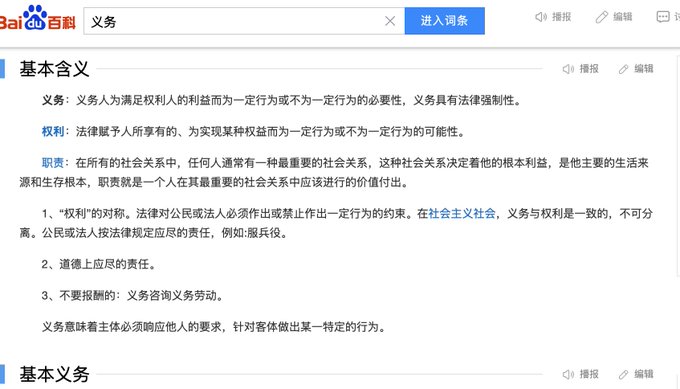 Bai du 百科 义务 进入词条 播报 编辑 讨
基本含义 播报 编辑
义务：义务人为满足权利人的利益而为一定行为或不为一定行为的必要性，义务具有法律强制性。
权利：法律赋予人所享有的、为实现某种权益而为一定行为或不为一定行为的可能性。
职责：在所有的社会关系中，任何人通常有一种最重要的社会关系，这种社会关系决定着他的根本利益，是他主要的生活来
源和生存根本，职责就是一个人在其最重要的社会关系中应该进行的价值付出。
1、“权利”的对称。法律对公民或法人必须作出或禁止作出一定行为的约束。在社会主义社会，义务与权利是一致的，不可分
离。公民或法人按法律规定应尽的责任，例如:服兵役。
2、道德上应尽的责任。
3、不要报酬的：义务咨询义务劳动。
义务意味着主体必须响应他人的要求，针对客体做出某一特定的行为。
基本义务 播报 编辑